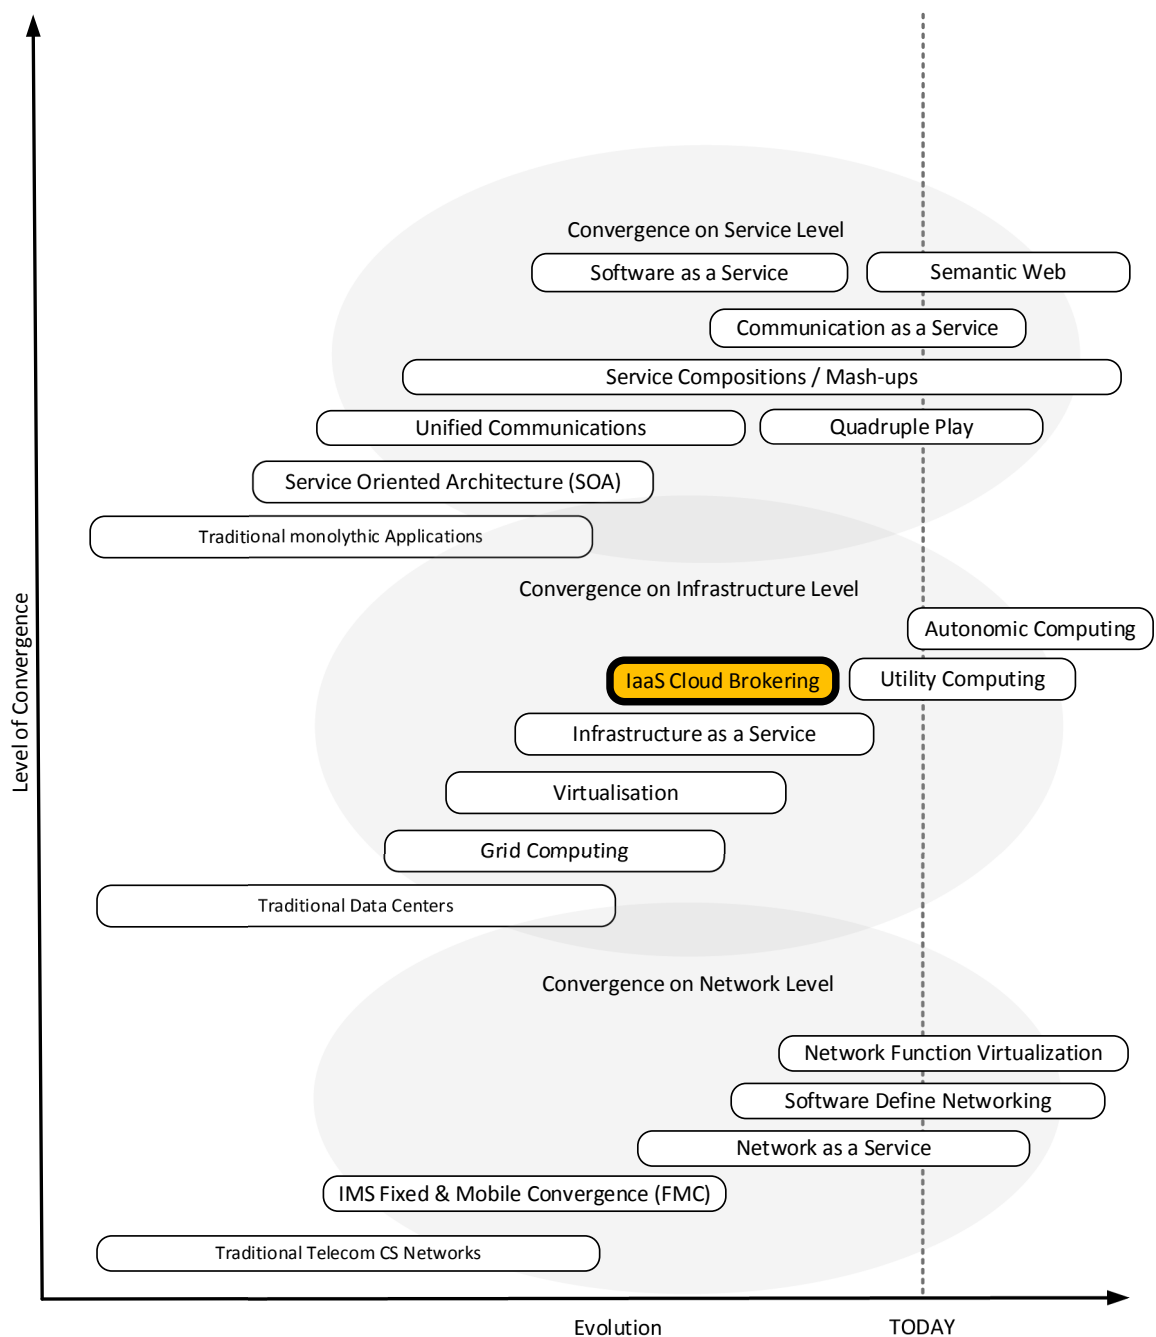 Convergence on Service Level
Software as a Service
Semantic Web
Communication as a Service
Service Compositions / Mash-ups
Unified Communications
Quadruple Play
Service Oriented Architecture (SOA)
Traditional monolythic Applications
Convergence on Infrastructure Level
Autonomic Computing
IaaS Cloud Brokering
Utility Computing
Infrastructure as a Service
Virtualisation
Grid Computing
Traditional Data Centers
Convergence on Network Level
Network Function Virtualization
Software Define Networking
Network as a Service
IMS Fixed & Mobile Convergence (FMC)
Traditional Telecom CS Networks
Level of Convergence
Evolution
TODAY